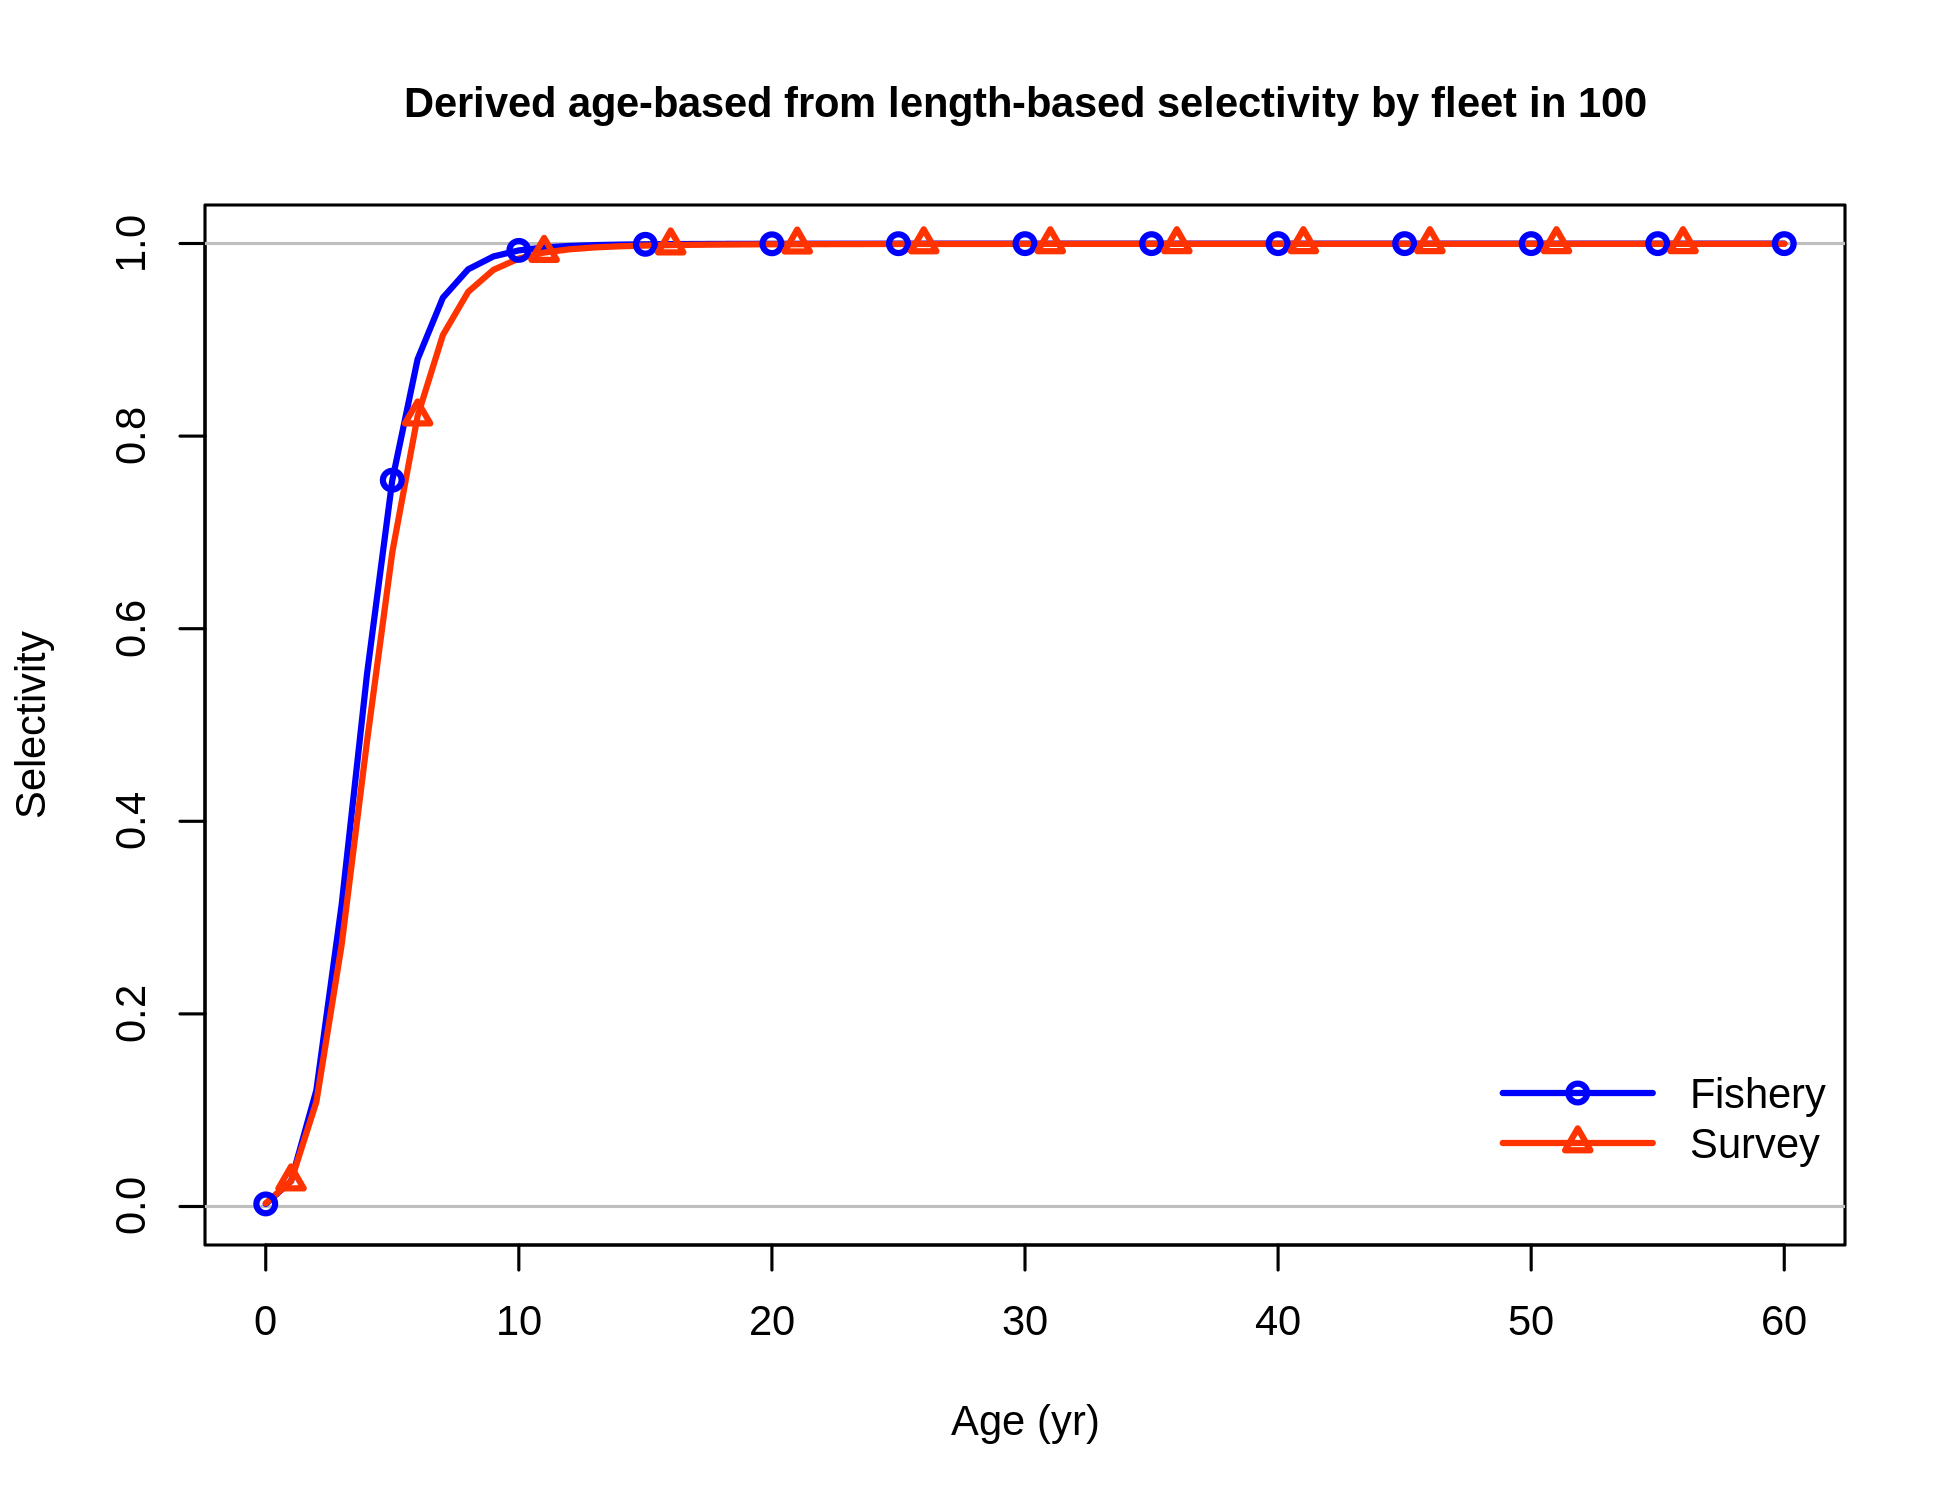 Derived age-based from length-based selectivity by fleet in 100
Selectivity
1.0
0.8
0.6
0.4
0.2
0.0
Fishery
Survey
0 10 20 30 40 50 60
Age (yr)